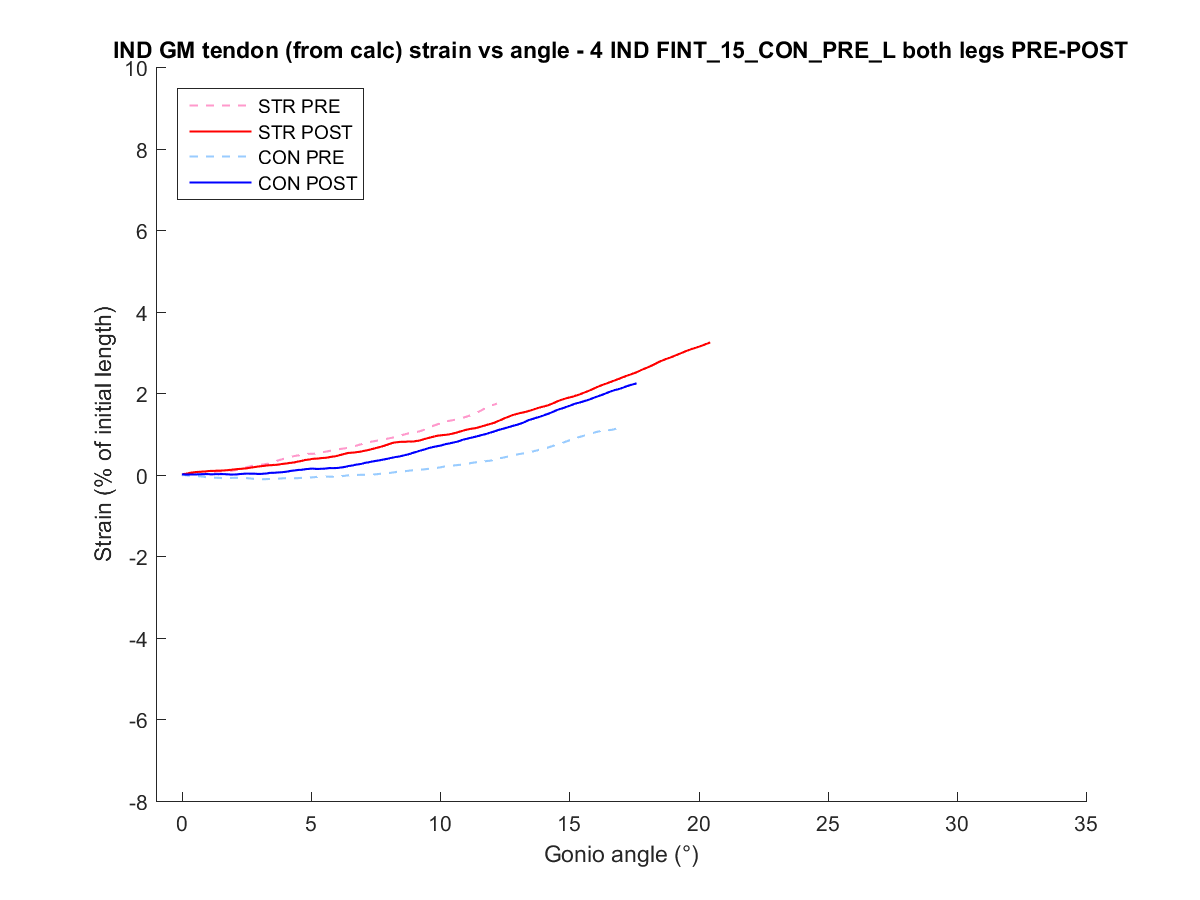 IND GM tendon (from calc) strain vs angle - 4 IND FINT_15_CON_PRE_L both legs PRE-POST
10
8
6
4
2
0
-2
-4
-6
-8
STR PRE
STR POST
CON PRE
CON POST
Strain (% of initial length)
0 5 10 15 20 25 30 35
Gonio angle (°)